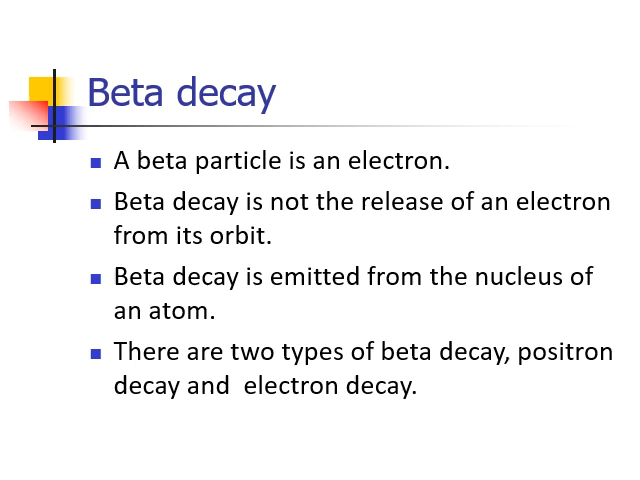 Beta decay
A beta particle is an electron.
Beta decay is not the release of an electron
from its orbit.
Beta decay is emitted from the nucleus of
an atom.
There are two types of beta decay, positron
decay and  electron decay.